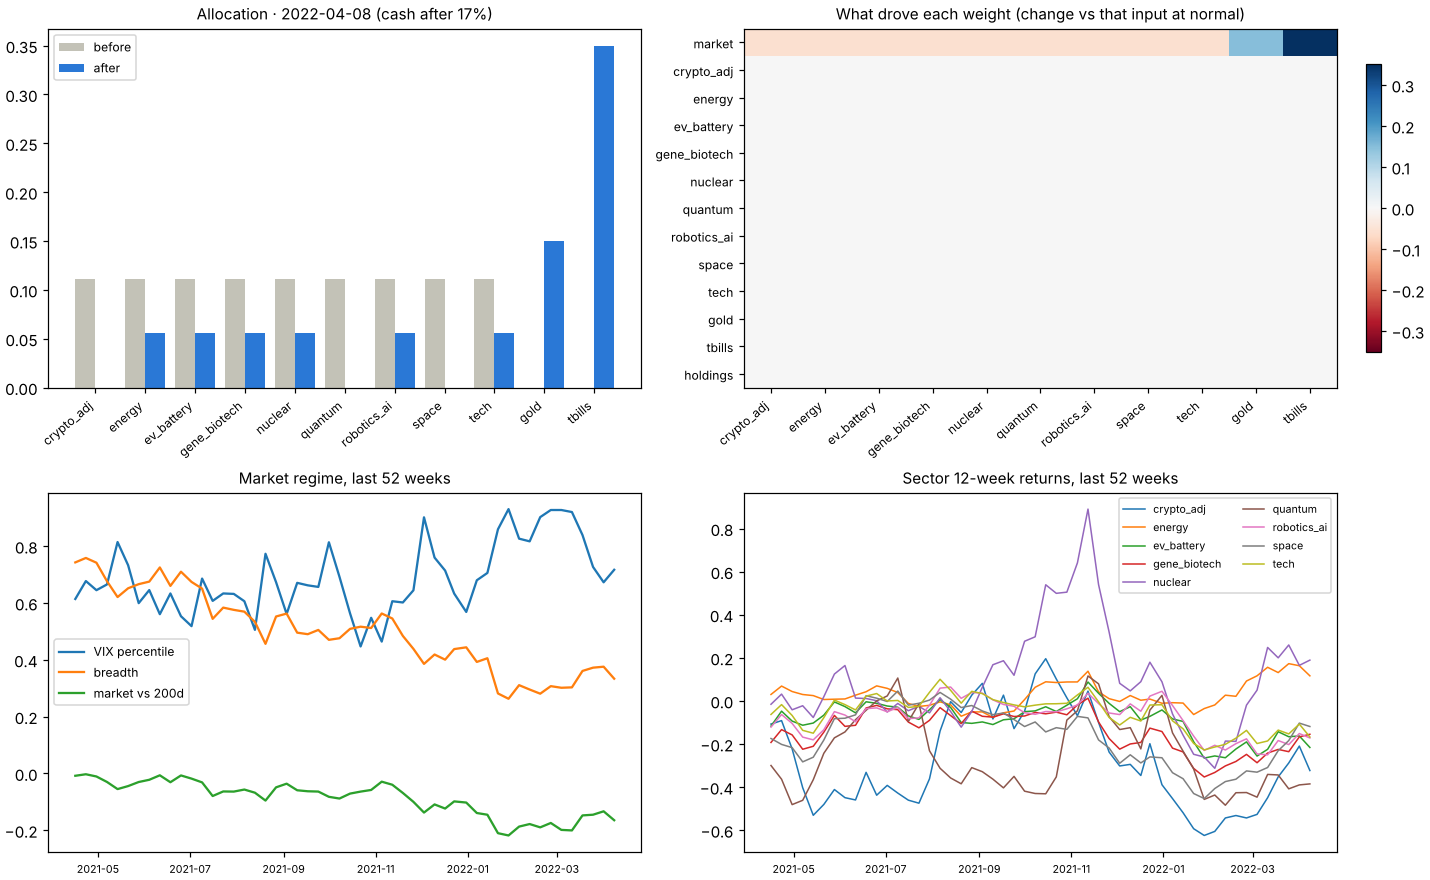 Allocation · 2022-04-08 (cash after 17%)
before
after
0.35
0.30
0.25
0.20
0.15
0.10
0.05
0.00
crypto_adj
energy
ev_battery
gene_biotech
nuclear
quantum
robotics_ai
space
tech
gold
tbills
What drove each weight (change vs that input at normal)
market
crypto_adj
energy
ev_battery
gene_biotech
nuclear
quantum
robotics_ai
space
tech
gold
tbills
holdings
crypto_adj
energy
ev_battery
gene_biotech
nuclear
quantum
robotics_ai
space
tech
gold
tbills
0.3
0.2
0.1
0.0
−0.1
−0.2
−0.3
Market regime, last 52 weeks
VIX percentile
breadth
market vs 200d
0.8
0.6
0.4
0.2
0.0
−0.2
2021-05
2021-07
2021-09
2021-11
2022-01
2022-03
Sector 12-week returns, last 52 weeks
crypto_adj
energy
ev_battery
gene_biotech
nuclear
quantum
robotics_ai
space
tech
0.8
0.6
0.4
0.2
0.0
−0.2
−0.4
−0.6
2021-05
2021-07
2021-09
2021-11
2022-01
2022-03